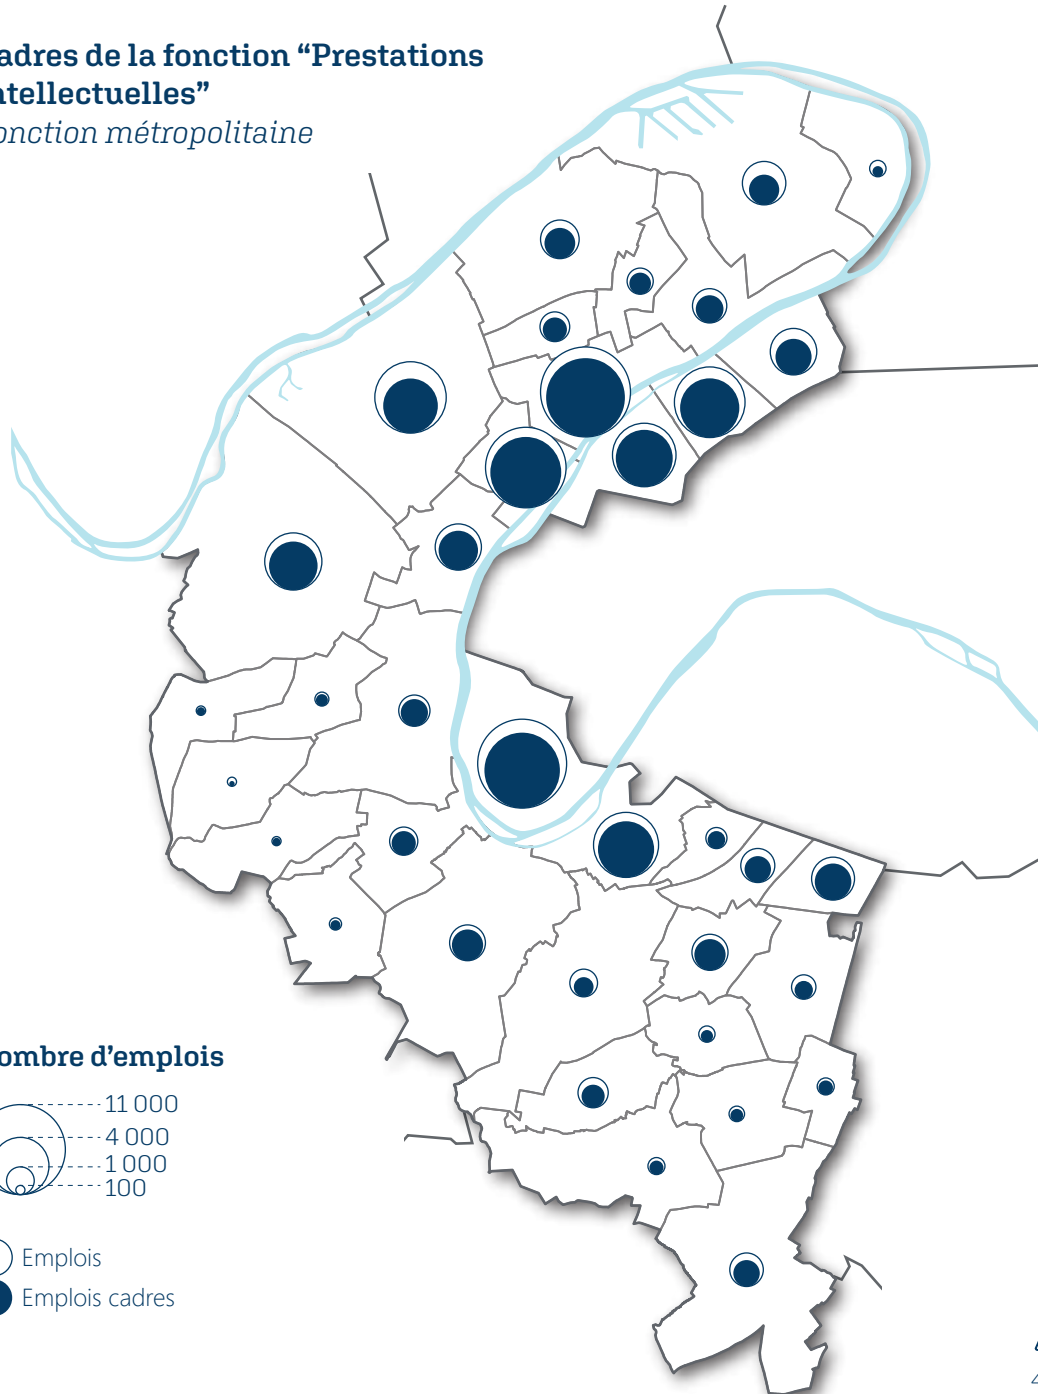 adres de la fonction “Prestations
ntellectuelles”
onction métropolitaine
ombre d’emplois
11 000
4 000
1 000
100
Emplois
Emplois cadres
4